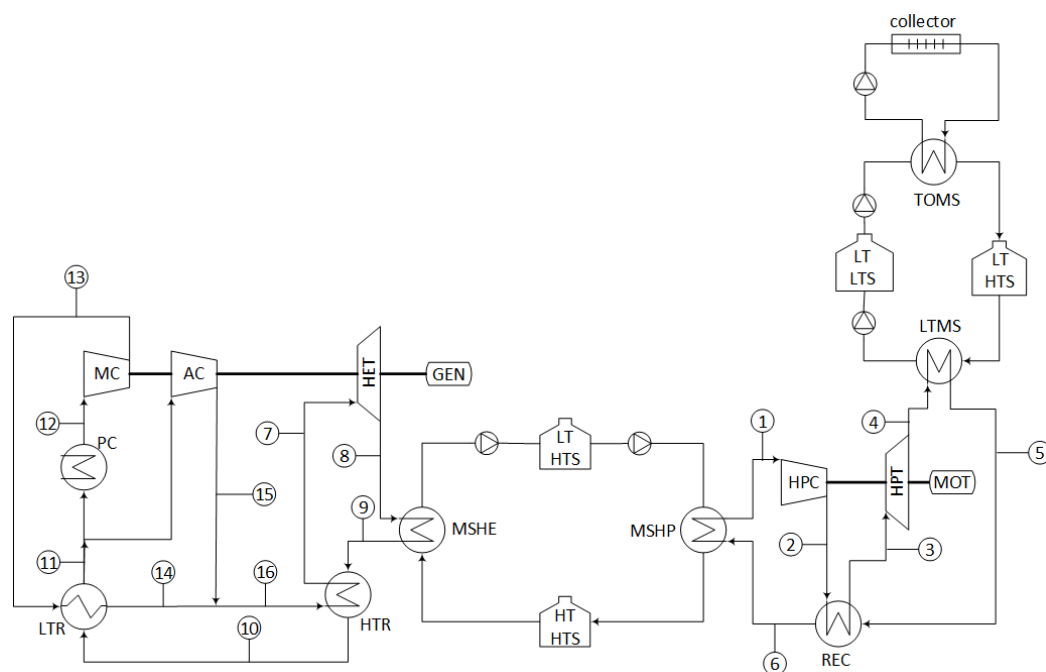 collector
TOMS
LT
LTS
LT
HTS
13
LTMS
MC
AC
HET
GEN
12
PC
7
4
1
8
LT
HTS
5
HPC
HPT
MOT
15
9
MSHE
MSHP
2
3
11
14
16
LTR
10
HTR
HT
HTS
6
REC